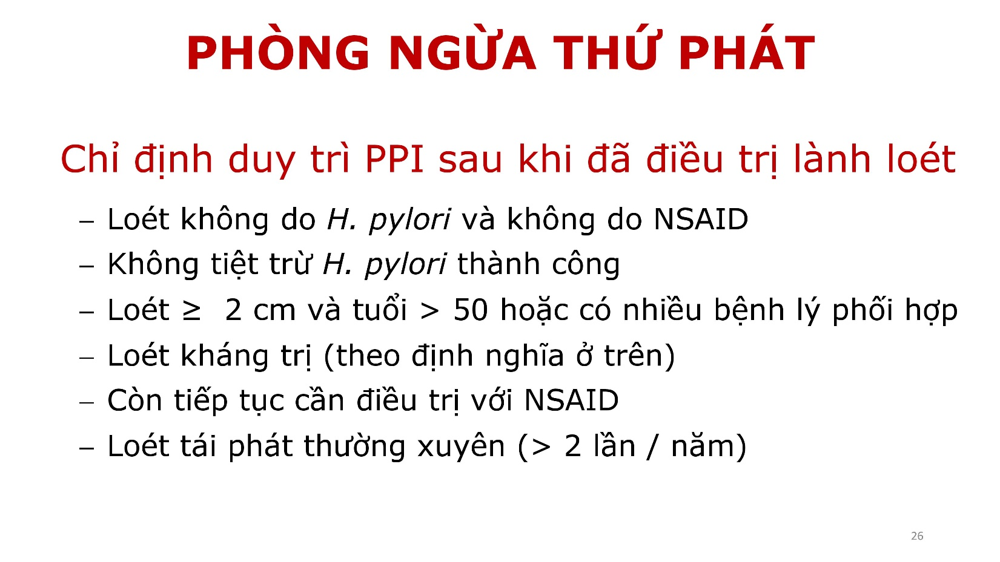 PHÒNG NGỪA THỨ PHÁT
Chỉ định duy trì PPI sau khi đã điều trị lành loét
– Loét không do H. pylori và không do NSAID
– Không tiệt trừ H. pylori thành công
– Loét ≥ 2 cm và tuổi > 50 hoặc có nhiều bệnh lý phối hợp
– Loét kháng trị (theo định nghĩa ở trên)
– Còn tiếp tục cần điều trị với NSAID
– Loét tái phát thường xuyên (> 2 lần / năm)
26